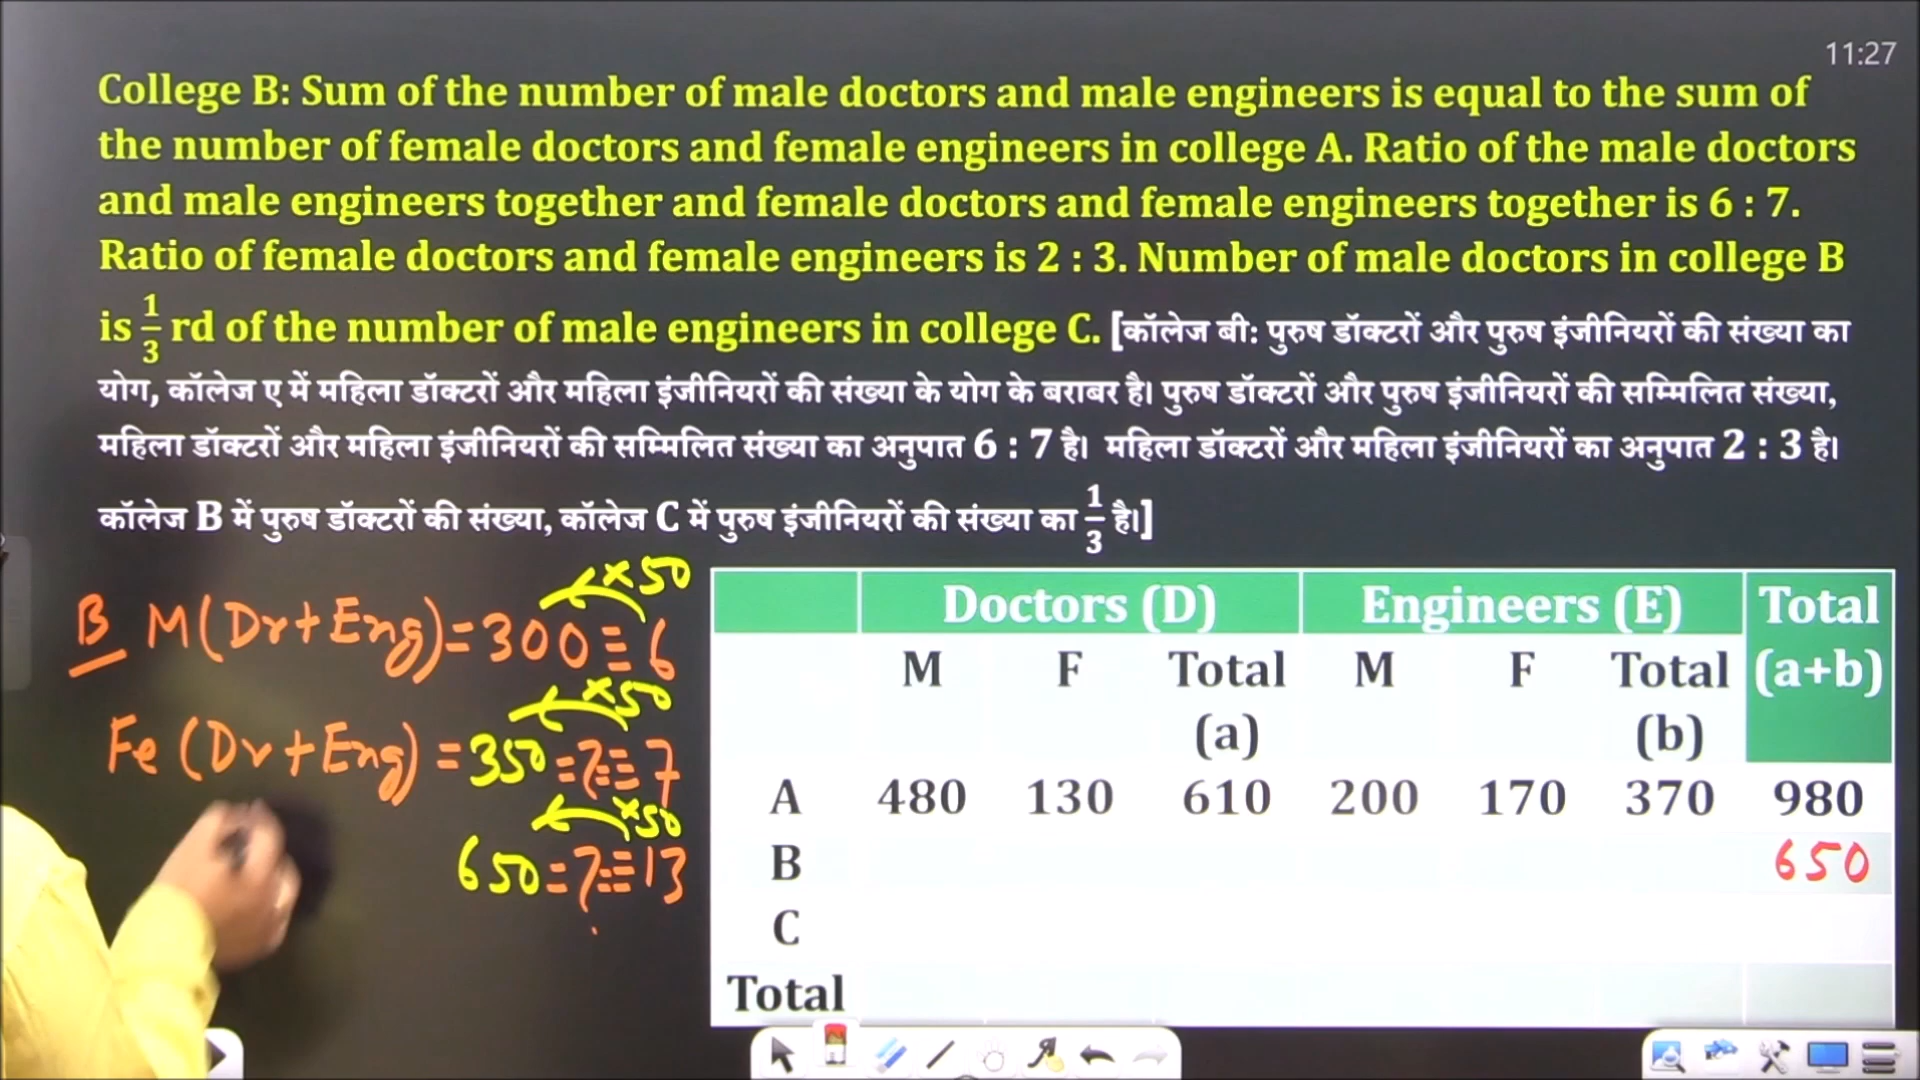 11:27
College B: Sum of the number of male doctors and male engineers is equal to the sum of
the number of female doctors and female engineers in college A. Ratio of the male doctors
and male engineers together and female doctors and female engineers together is 6 : 7.
Ratio of female doctors and female engineers is 2 : 3. Number of male doctors in college B
is 1/3 rd of the number of male engineers in college C. [कॉलेज बी: पुरुष डॉक्टरों और पुरुष इंजीनियरों की संख्या का
योग, कॉलेज ए में महिला डॉक्टरों और महिला इंजीनियरों की संख्या के योग के बराबर है। पुरुष डॉक्टरों और पुरुष इंजीनियरों की सम्मिलित संख्या,
महिला डॉक्टरों और महिला इंजीनियरों की सम्मिलित संख्या का अनुपात 6 : 7 है। महिला डॉक्टरों और महिला इंजीनियरों का अनुपात 2 : 3 है।
कॉलेज B में पुरुष डॉक्टरों की संख्या, कॉलेज C में पुरुष इंजीनियरों की संख्या का 1/3 है।]
×50
B M(Dr+Eng)=300≡6
×50
Fe (Dr+Eng) =350=?≡7
×50
650=?≡13
Doctors (D) Engineers (E) Total
M F Total M F Total (a+b)
(a) (b)
A 480 130 610 200 170 370 980
B 650
C
Total